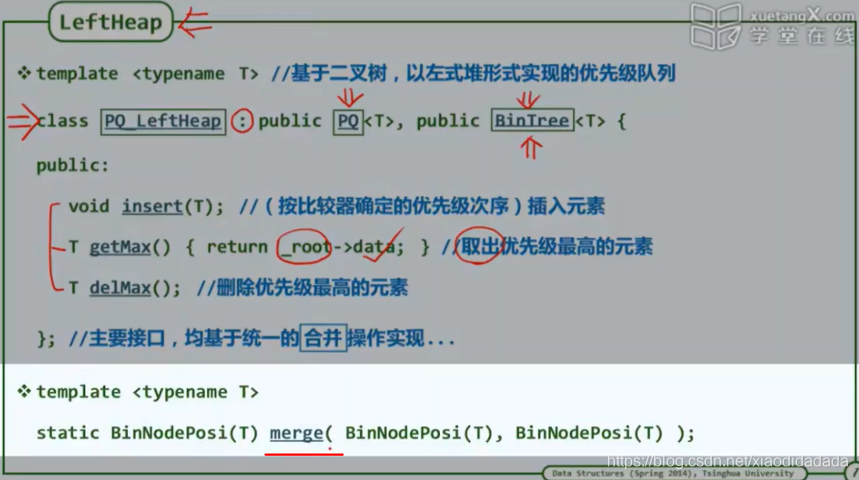 LeftHeap
xuetangX.com
学堂在线
❖ template <typename T> //基于二叉树，以左式堆形式实现的优先级队列
class PQ_LeftHeap : public PQ<T>, public BinTree<T> {
public:
void insert(T); //（按比较器确定的优先级次序）插入元素
T getMax() { return _root->data; } //取出优先级最高的元素
T delMax(); //删除优先级最高的元素
}; //主要接口，均基于统一的合并操作实现...
❖ template <typename T>
static BinNodePosi(T) merge( BinNodePosi(T), BinNodePosi(T) );
https://blog.csdn.net/xiaodidadada
Data Structures (Spring 2014), Tsinghua University